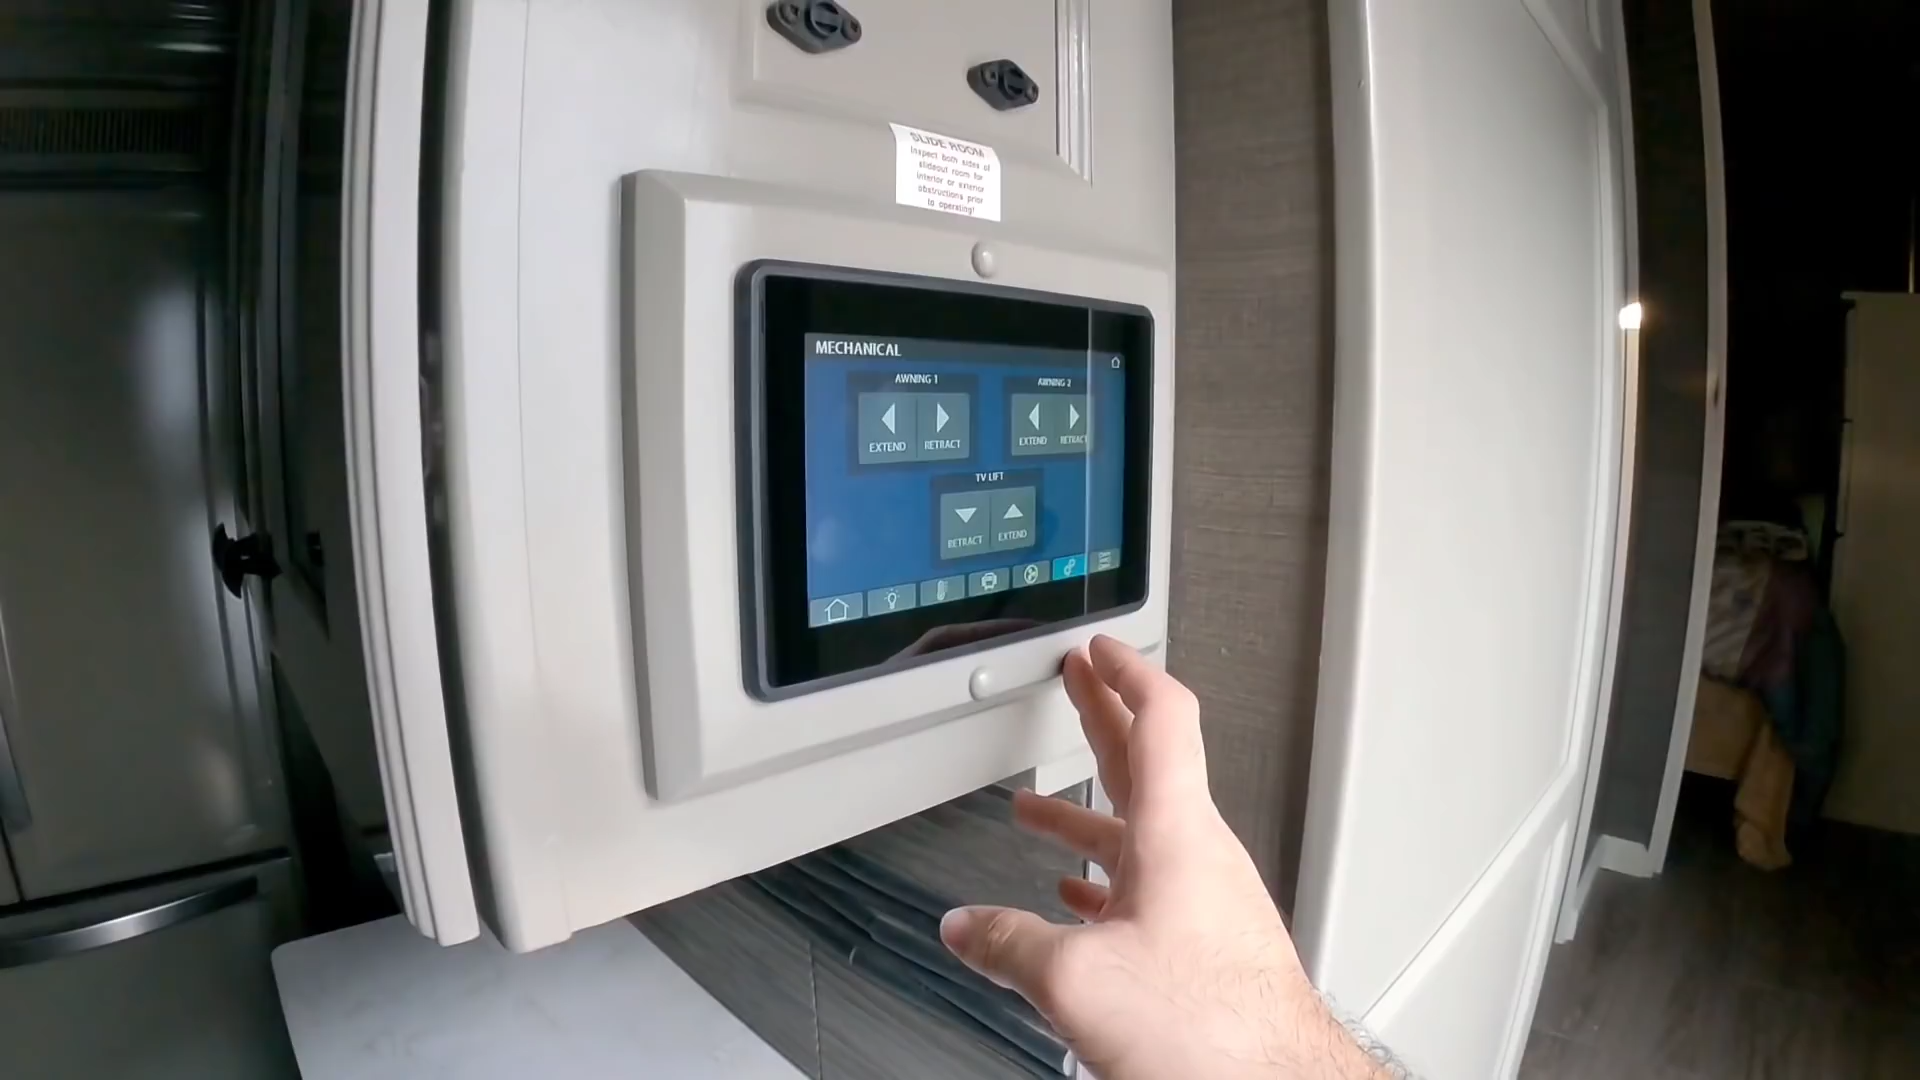 SLIDE ROOM
Inspect both sides of
slideout room for
interior or exterior
obstructions prior
to operating!
MECHANICAL
AWNING 1
EXTEND
RETRACT
AWNING 2
EXTEND
RETRACT
TV LIFT
RETRACT
EXTEND